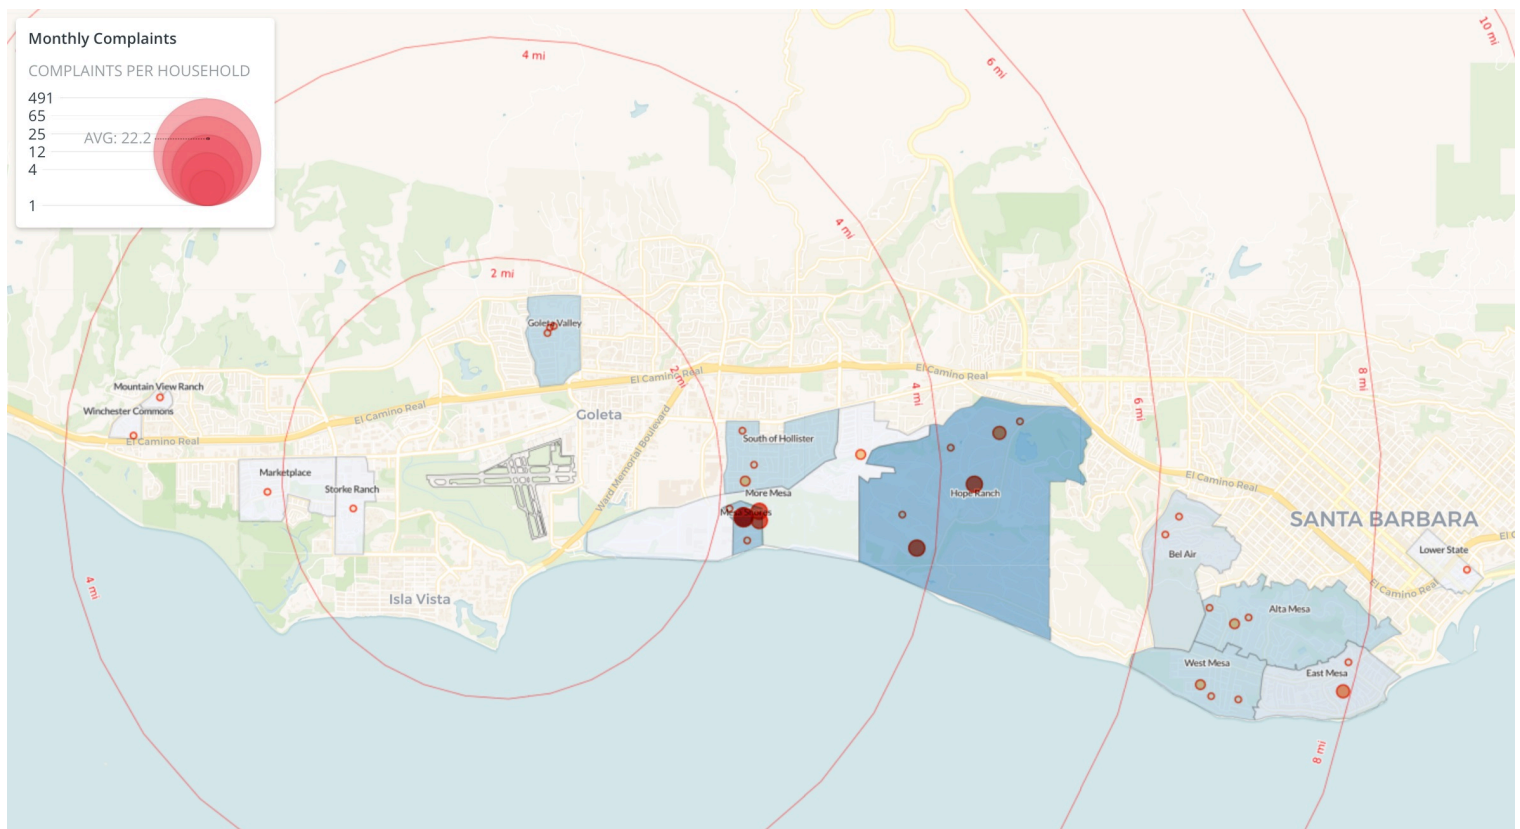 Monthly Complaints
COMPLAINTS PER HOUSEHOLD
491
65
25
AVG: 22.2
12
4
1
10 mi
4 mi
6 mi
4 mi
2 mi
Goleta Valley
2 mi
El Camino Real
El Camino Real
4 mi
8 mi
Mountain View Ranch
Winchester Commons
El Camino Real
El Camino Real
Goleta
6 mi
Ward Memorial Boulevard
South of Hollister
Marketplace
Storke Ranch
El Camino Real
More Mesa
Hope Ranch
SANTA BARBARA
El
Bel Air
Lower State
El Camino Real
4 mi
Isla Vista
Alta Mesa
West Mesa
East Mesa
8 mi